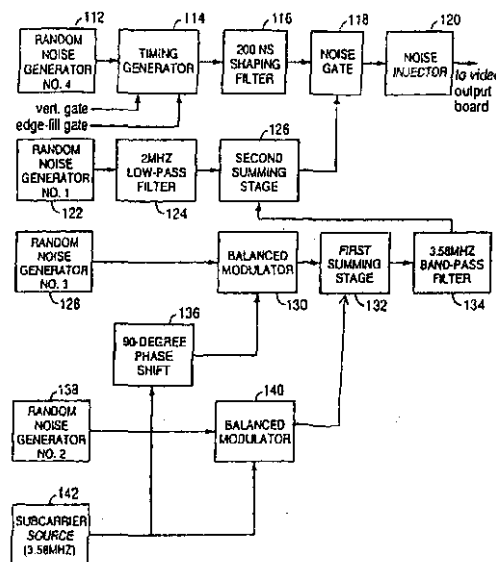 112
114
116
118
120
RANDOM
NOISE
GENERATOR
NO. 4
TIMING
GENERATOR
200 NS
SHAPING
FILTER
NOISE
GATE
NOISE
INJECTOR
to video
output
board
vert. gate
edge-fill gate
126
RANDOM
NOISE
GENERATOR
NO. 1
2MHZ
LOW-PASS
FILTER
SECOND
SUMMING
STAGE
122
124
RANDOM
NOISE
GENERATOR
NO. 3
BALANCED
MODULATOR
FIRST
SUMMING
STAGE
3.58MHZ
BAND-PASS
FILTER
128
130
132
134
136
90-DEGREE
PHASE
SHIFT
138
140
RANDOM
NOISE
GENERATOR
NO. 2
BALANCED
MODULATOR
142
SUBCARRIER
SOURCE
(3.58MHZ)